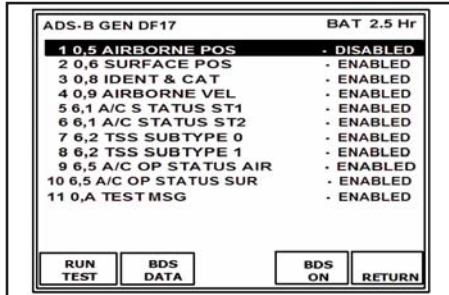 ADS-B GEN DF17 BAT 2.5 Hr
1 0,5 AIRBORNE POS - DISABLED
2 0,6 SURFACE POS - ENABLED
3 0,8 IDENT & CAT - ENABLED
4 0,9 AIRBORNE VEL - ENABLED
5 6,1 A/C S TATUS ST1 - ENABLED
6 6,1 A/C STATUS ST2 - ENABLED
7 6,2 TSS SUBTYPE 0 - ENABLED
8 6,2 TSS SUBTYPE 1 - ENABLED
9 6,5 A/C OP STATUS AIR - ENABLED
10 6,5 A/C OP STATUS SUR - ENABLED
11 0,A TEST MSG - ENABLED
RUN TEST
BDS DATA
BDS ON
RETURN